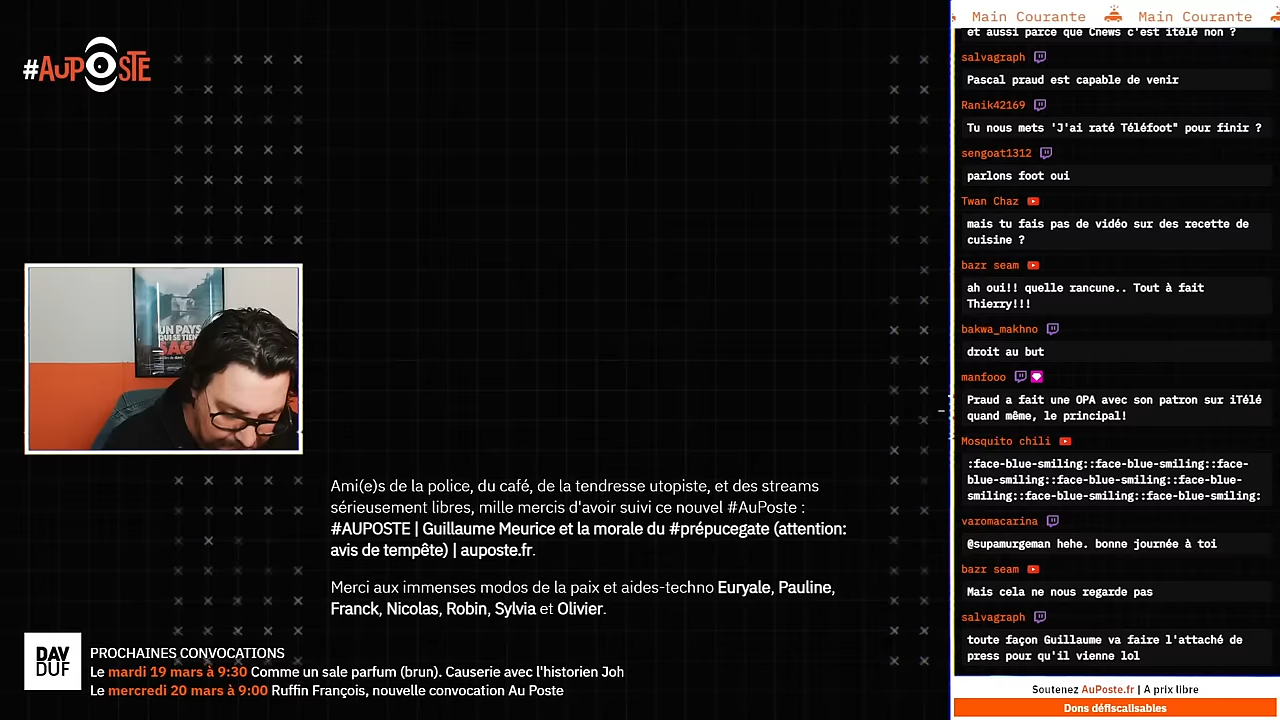 #AuPOSTE
UN PAYS
QUI SE TIENT
SAGE
Ami(e)s de la police, du café, de la tendresse utopiste, et des streams
sérieusement libres, mille mercis d'avoir suivi ce nouvel #AuPoste :
#AUPOSTE | Guillaume Meurice et la morale du #prépucegate (attention:
avis de tempête) | auposte.fr.
Merci aux immenses modos de la paix et aides-techno Euryale, Pauline,
Franck, Nicolas, Robin, Sylvia et Olivier.
DAV
DUF
PROCHAINES CONVOCATIONS
Le mardi 19 mars à 9:30 Comme un sale parfum (brun). Causerie avec l'historien Joh
Le mercredi 20 mars à 9:00 Ruffin François, nouvelle convocation Au Poste
Main Courante Main Courante
et aussi parce que Cnews c'est itélé non ?
salvagraph
Pascal praud est capable de venir
Ranik42169
Tu nous mets 'J'ai raté Téléfoot" pour finir ?
sengoat1312
parlons foot oui
Twan Chaz
mais tu fais pas de vidéo sur des recette de
cuisine ?
bazr seam
ah oui!! quelle rancune.. Tout à fait
Thierry!!!
bakwa_makhno
droit au but
manfooo
Praud a fait une OPA avec son patron sur iTélé
quand même, le principal!
Mosquito chili
:face-blue-smiling::face-blue-smiling::face-
blue-smiling::face-blue-smiling::face-blue-
smiling::face-blue-smiling::face-blue-smiling:
varomacarina
@supamurgeman hehe. bonne journée à toi
bazr seam
Mais cela ne nous regarde pas
salvagraph
toute façon Guillaume va faire l'attaché de
press pour qu'il vienne lol
Soutenez AuPoste.fr | A prix libre
Dons défiscalisables